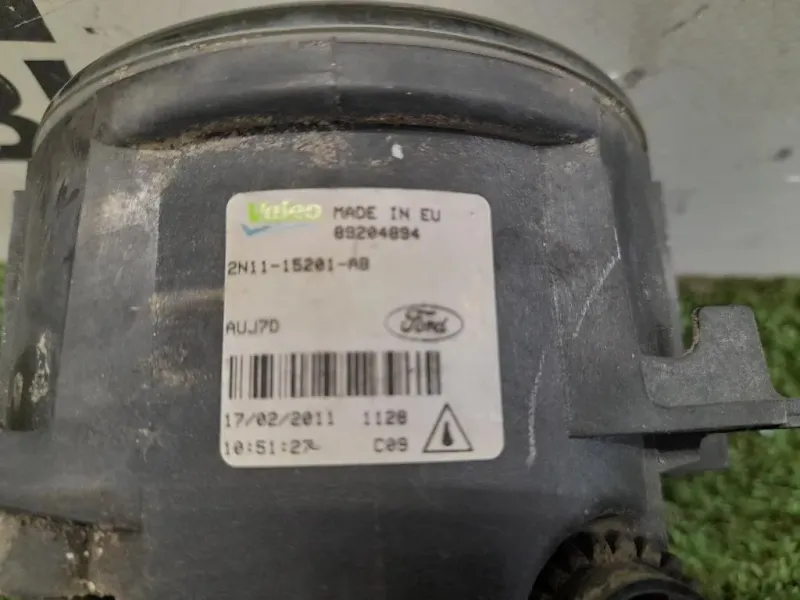 Valeo MADE IN EU
89204894
2N11-15201-AB
AUJ7D
Ford
17/02/2011 1128
10:51:27 C09